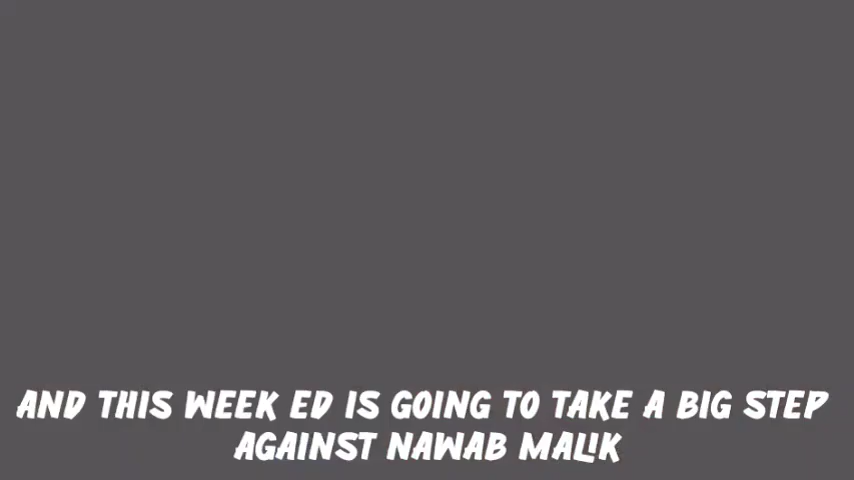 AND THIS WEEK ED IS GOING TO TAKE A BIG STEP
AGAINST NAWAB MALIK